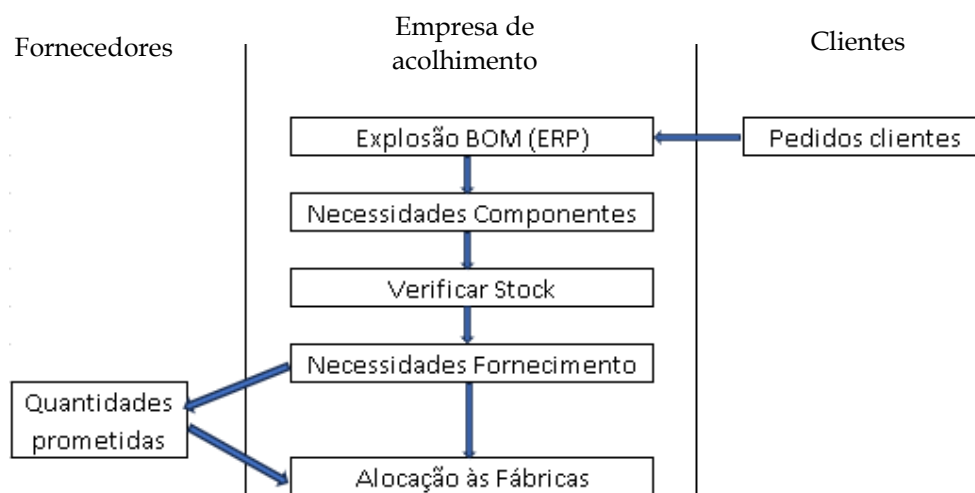 Fornecedores
Empresa de
acolhimento
Clientes
Explosão BOM (ERP)
Pedidos clientes
Necessidades Componentes
Verificar Stock
Necessidades Fornecimento
Quantidades
prometidas
Alocação às Fábricas